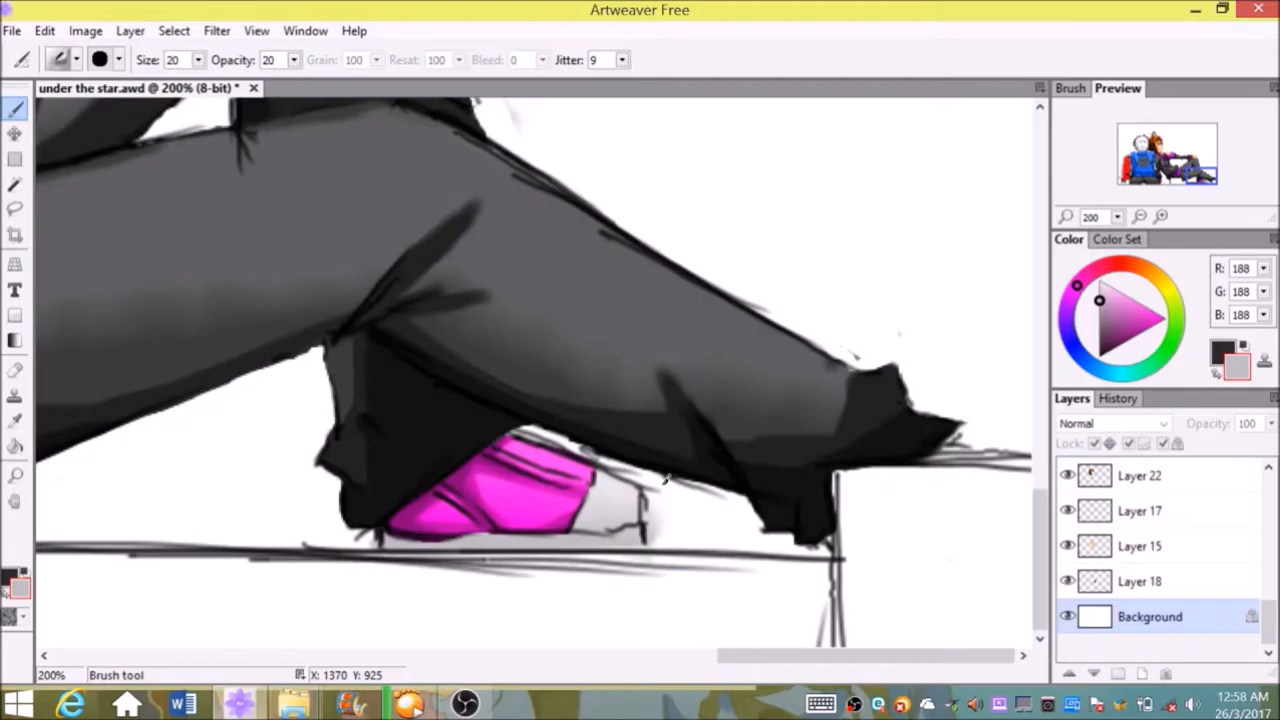 Artweaver Free
File Edit Image Layer Select Filter View Window Help
Size: 20 Opacity: 20 Grain: 100 Resat: 100 Bleed: 0 Jitter: 9
under the star.awd @ 200% (8-bit) *
Brush Preview
200
Color Color Set
R: 188
G: 188
B: 188
Layers History
Normal Opacity: 100
Lock:
Layer 22
Layer 17
Layer 15
Layer 18
Background
200% Brush tool X: 1370 Y: 925
12:58 AM
26/3/2017